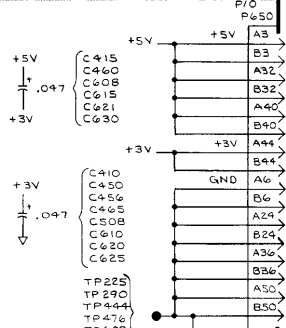 P/O
P650
+5V
+5V
A3
B3
A32
B32
A40
B40
+5V
.047
+3V
C415
C460
C608
C615
C621
C630
+3V
+3V
A44
B44
GND
A6
B6
A24
B24
A36
B36
A50
B50
+3V
.047
C410
C450
C456
C465
C508
C610
C620
C625
TP225
TP290
TP444
TP476